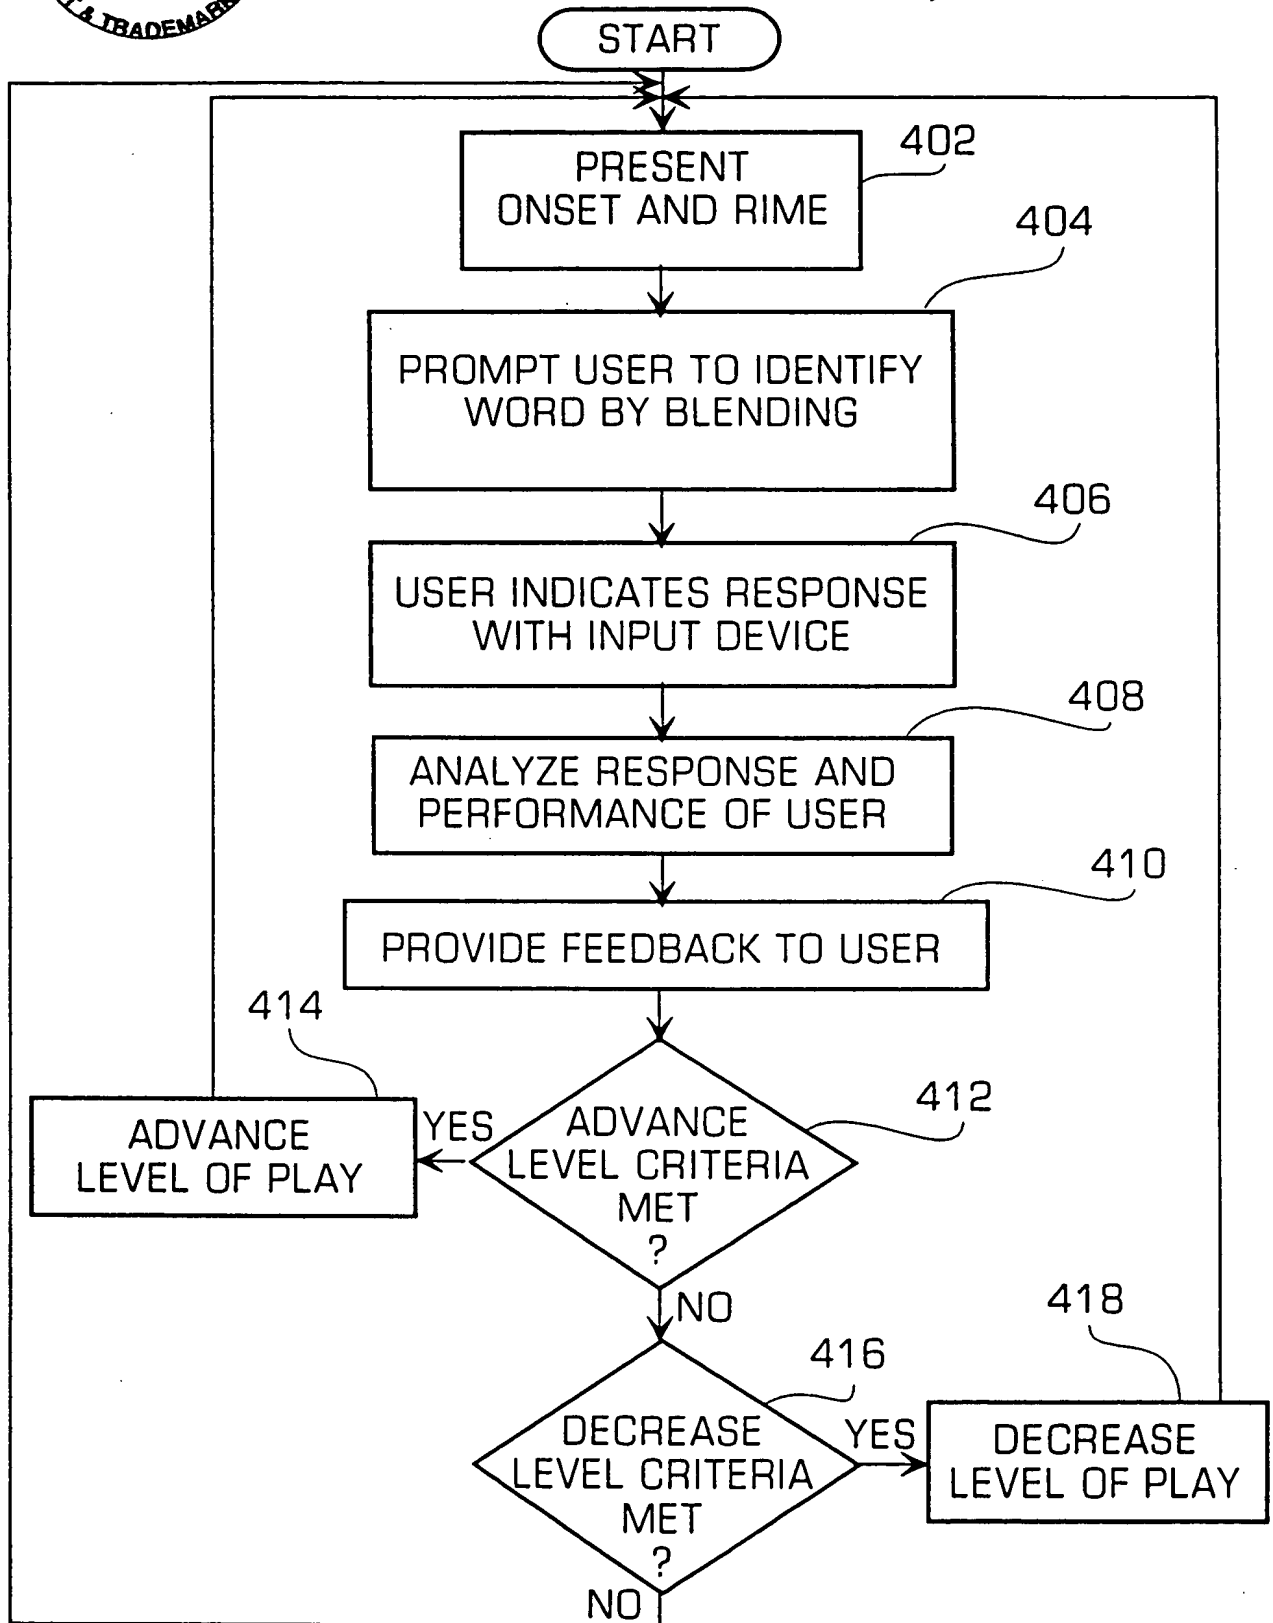 T & TRADEMARK
START
402
PRESENT
ONSET AND RIME
404
PROMPT USER TO IDENTIFY
WORD BY BLENDING
406
USER INDICATES RESPONSE
WITH INPUT DEVICE
408
ANALYZE RESPONSE AND
PERFORMANCE OF USER
410
PROVIDE FEEDBACK TO USER
414
412
ADVANCE
LEVEL OF PLAY
YES
ADVANCE
LEVEL CRITERIA
MET
?
NO
418
416
DECREASE
LEVEL CRITERIA
MET
?
YES
DECREASE
LEVEL OF PLAY
NO